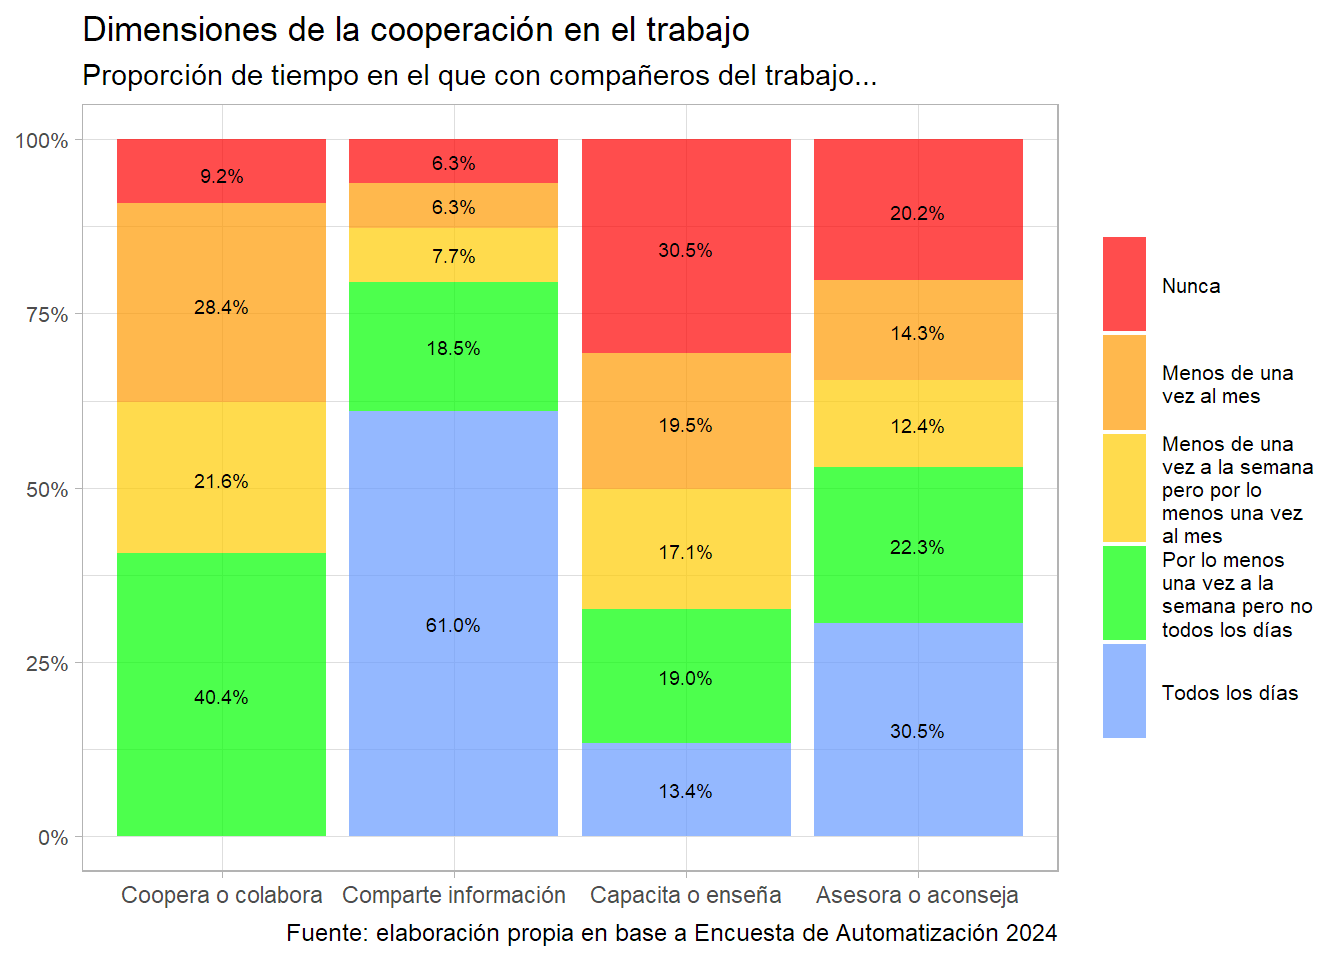 Dimensiones de la cooperación en el trabajo
Proporción de tiempo en el que con compañeros del trabajo...
100%
75%
50%
25%
0%
9.2%
28.4%
21.6%
40.4%
6.3%
6.3%
7.7%
18.5%
61.0%
30.5%
19.5%
17.1%
19.0%
13.4%
20.2%
14.3%
12.4%
22.3%
30.5%
Coopera o colabora
Comparte información
Capacita o enseña
Asesora o aconseja
Nunca
Menos de una
vez al mes
Menos de una
vez a la semana
pero por lo
menos una vez
al mes
Por lo menos
una vez a la
semana pero no
todos los días
Todos los días
Fuente: elaboración propia en base a Encuesta de Automatización 2024